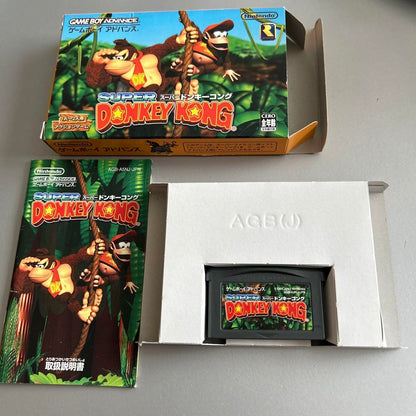 GAME BOY ADVANCE
ゲームボーイ アドバンス
Nintendo
SUPER スーパードンキーコング
DONKEY KONG
CERO
全年齢
AGB-A5NJ-JPN
Nintendo
GAME BOY ADVANCE
ゲームボーイ アドバンス
SUPER スーパードンキーコング
DONKEY KONG
取扱説明書
AGB(J)
ゲームボーイ アドバンス
SUPER スーパードンキーコング
DONKEY KONG